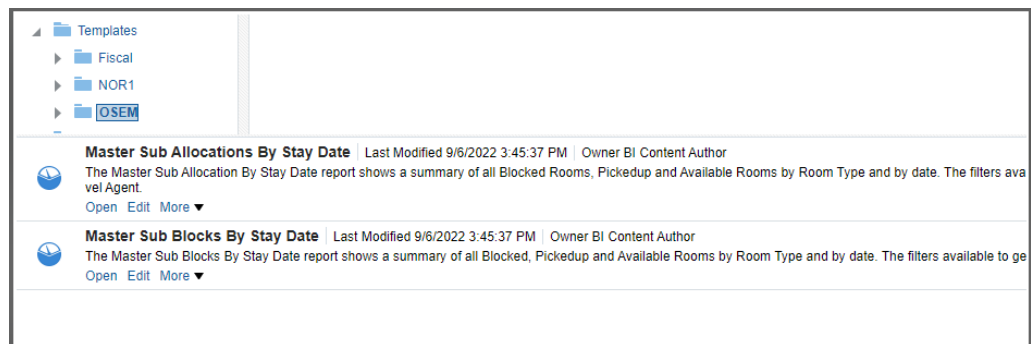 Templates
Fiscal
NOR1
OSEM
Master Sub Allocations By Stay Date Last Modified 9/6/2022 3:45:37 PM Owner BI Content Author
The Master Sub Allocation By Stay Date report shows a summary of all Blocked Rooms, Pickedup and Available Rooms by Room Type and by date. The filters ava
vel Agent.
Open Edit More
Master Sub Blocks By Stay Date Last Modified 9/6/2022 3:45:37 PM Owner BI Content Author
The Master Sub Blocks By Stay Date report shows a summary of all Blocked, Pickedup and Available Rooms by Room Type and by date. The filters available to ge
Open Edit More